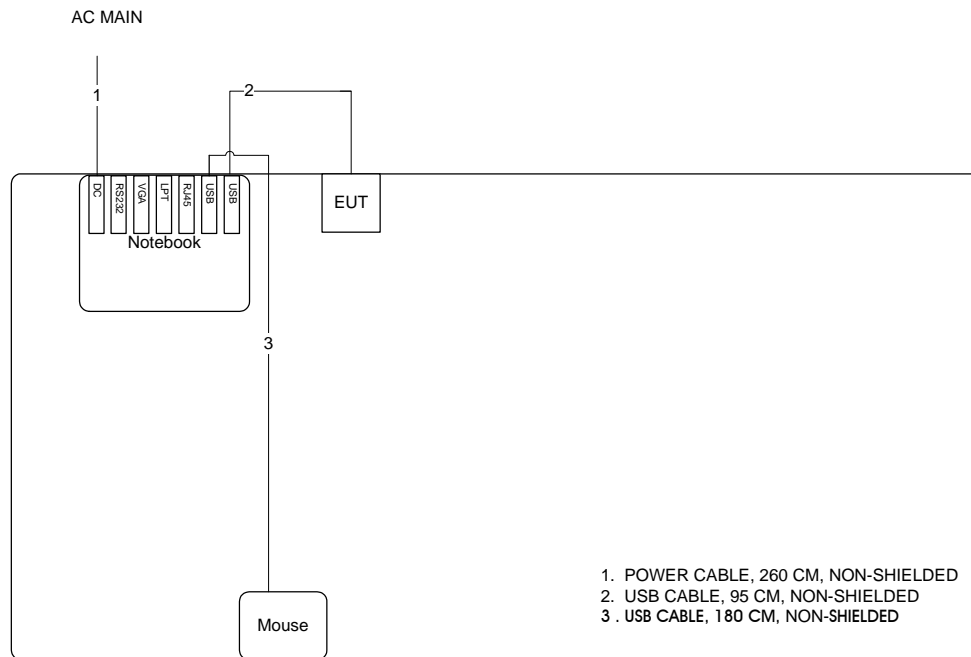 AC MAIN
1
2
DC
RS232
VGA
LPT
RJ45
USB
USB
EUT
Notebook
3
1. POWER CABLE, 260 CM, NON-SHIELDED
2. USB CABLE, 95 CM, NON-SHIELDED
3 . USB CABLE, 180 CM, NON-SHIELDED
Mouse